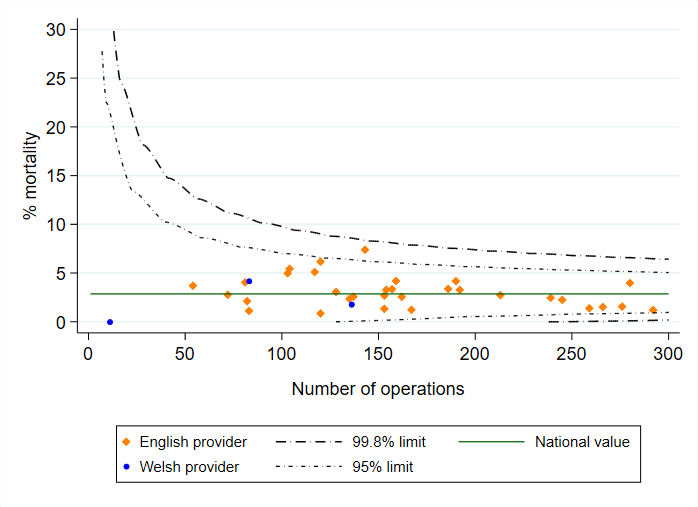 30
25
20
15
10
5
0
% mortality
0 50 100 150 200 250 300
Number of operations
English provider 99.8% limit National value
Welsh provider 95% limit